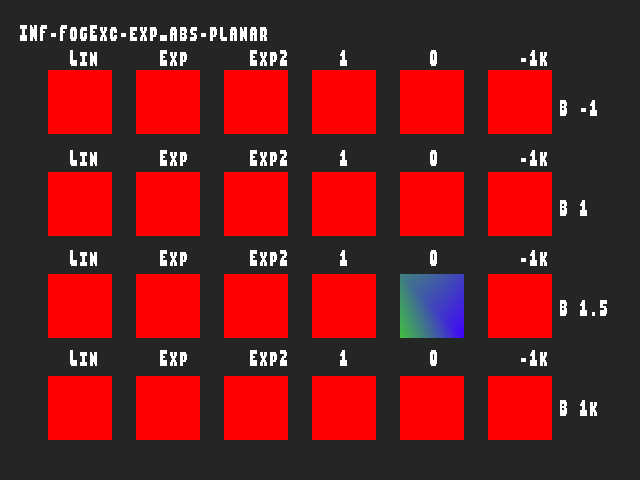 Inf-FogExc-exp_abs-planar
Lin Exp Exp2 1 0 -1k
B -1
Lin Exp Exp2 1 0 -1k
B 1
Lin Exp Exp2 1 0 -1k
B 1.5
Lin Exp Exp2 1 0 -1k
B 1k